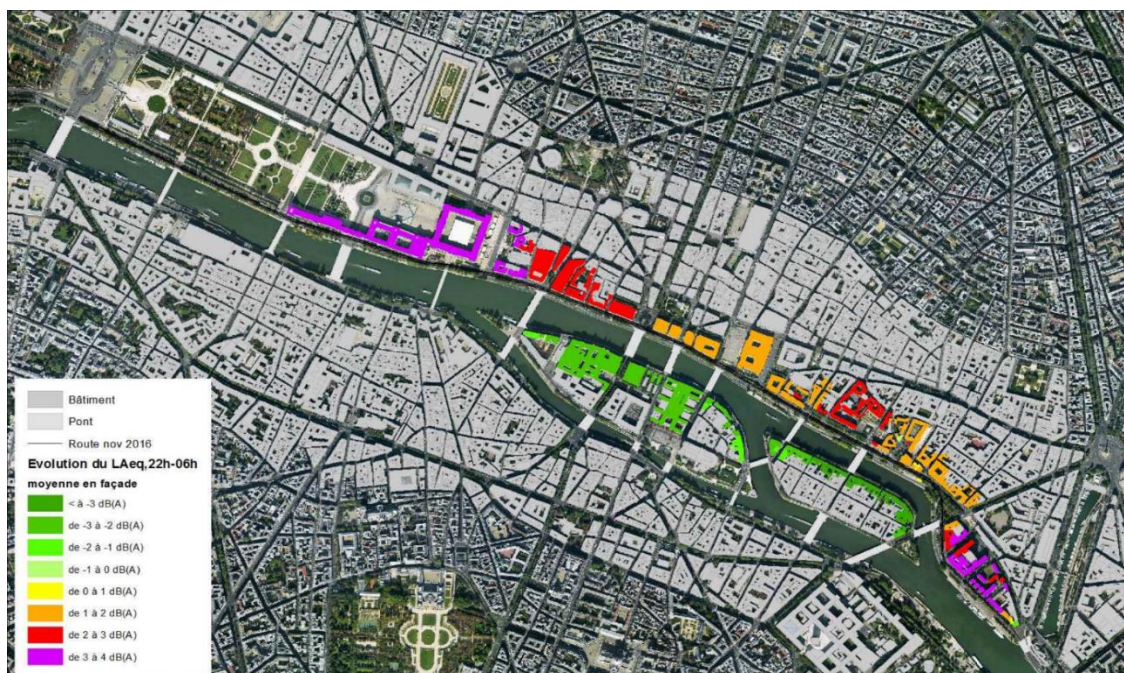 Bâtiment
Pont
Route nov 2016
Evolution du LAeq,22h-06h
moyenne en façade
< à -3 dB(A)
de -3 à -2 dB(A)
de -2 à -1 dB(A)
de -1 à 0 dB(A)
de 0 à 1 dB(A)
de 1 à 2 dB(A)
de 2 à 3 dB(A)
de 3 à 4 dB(A)